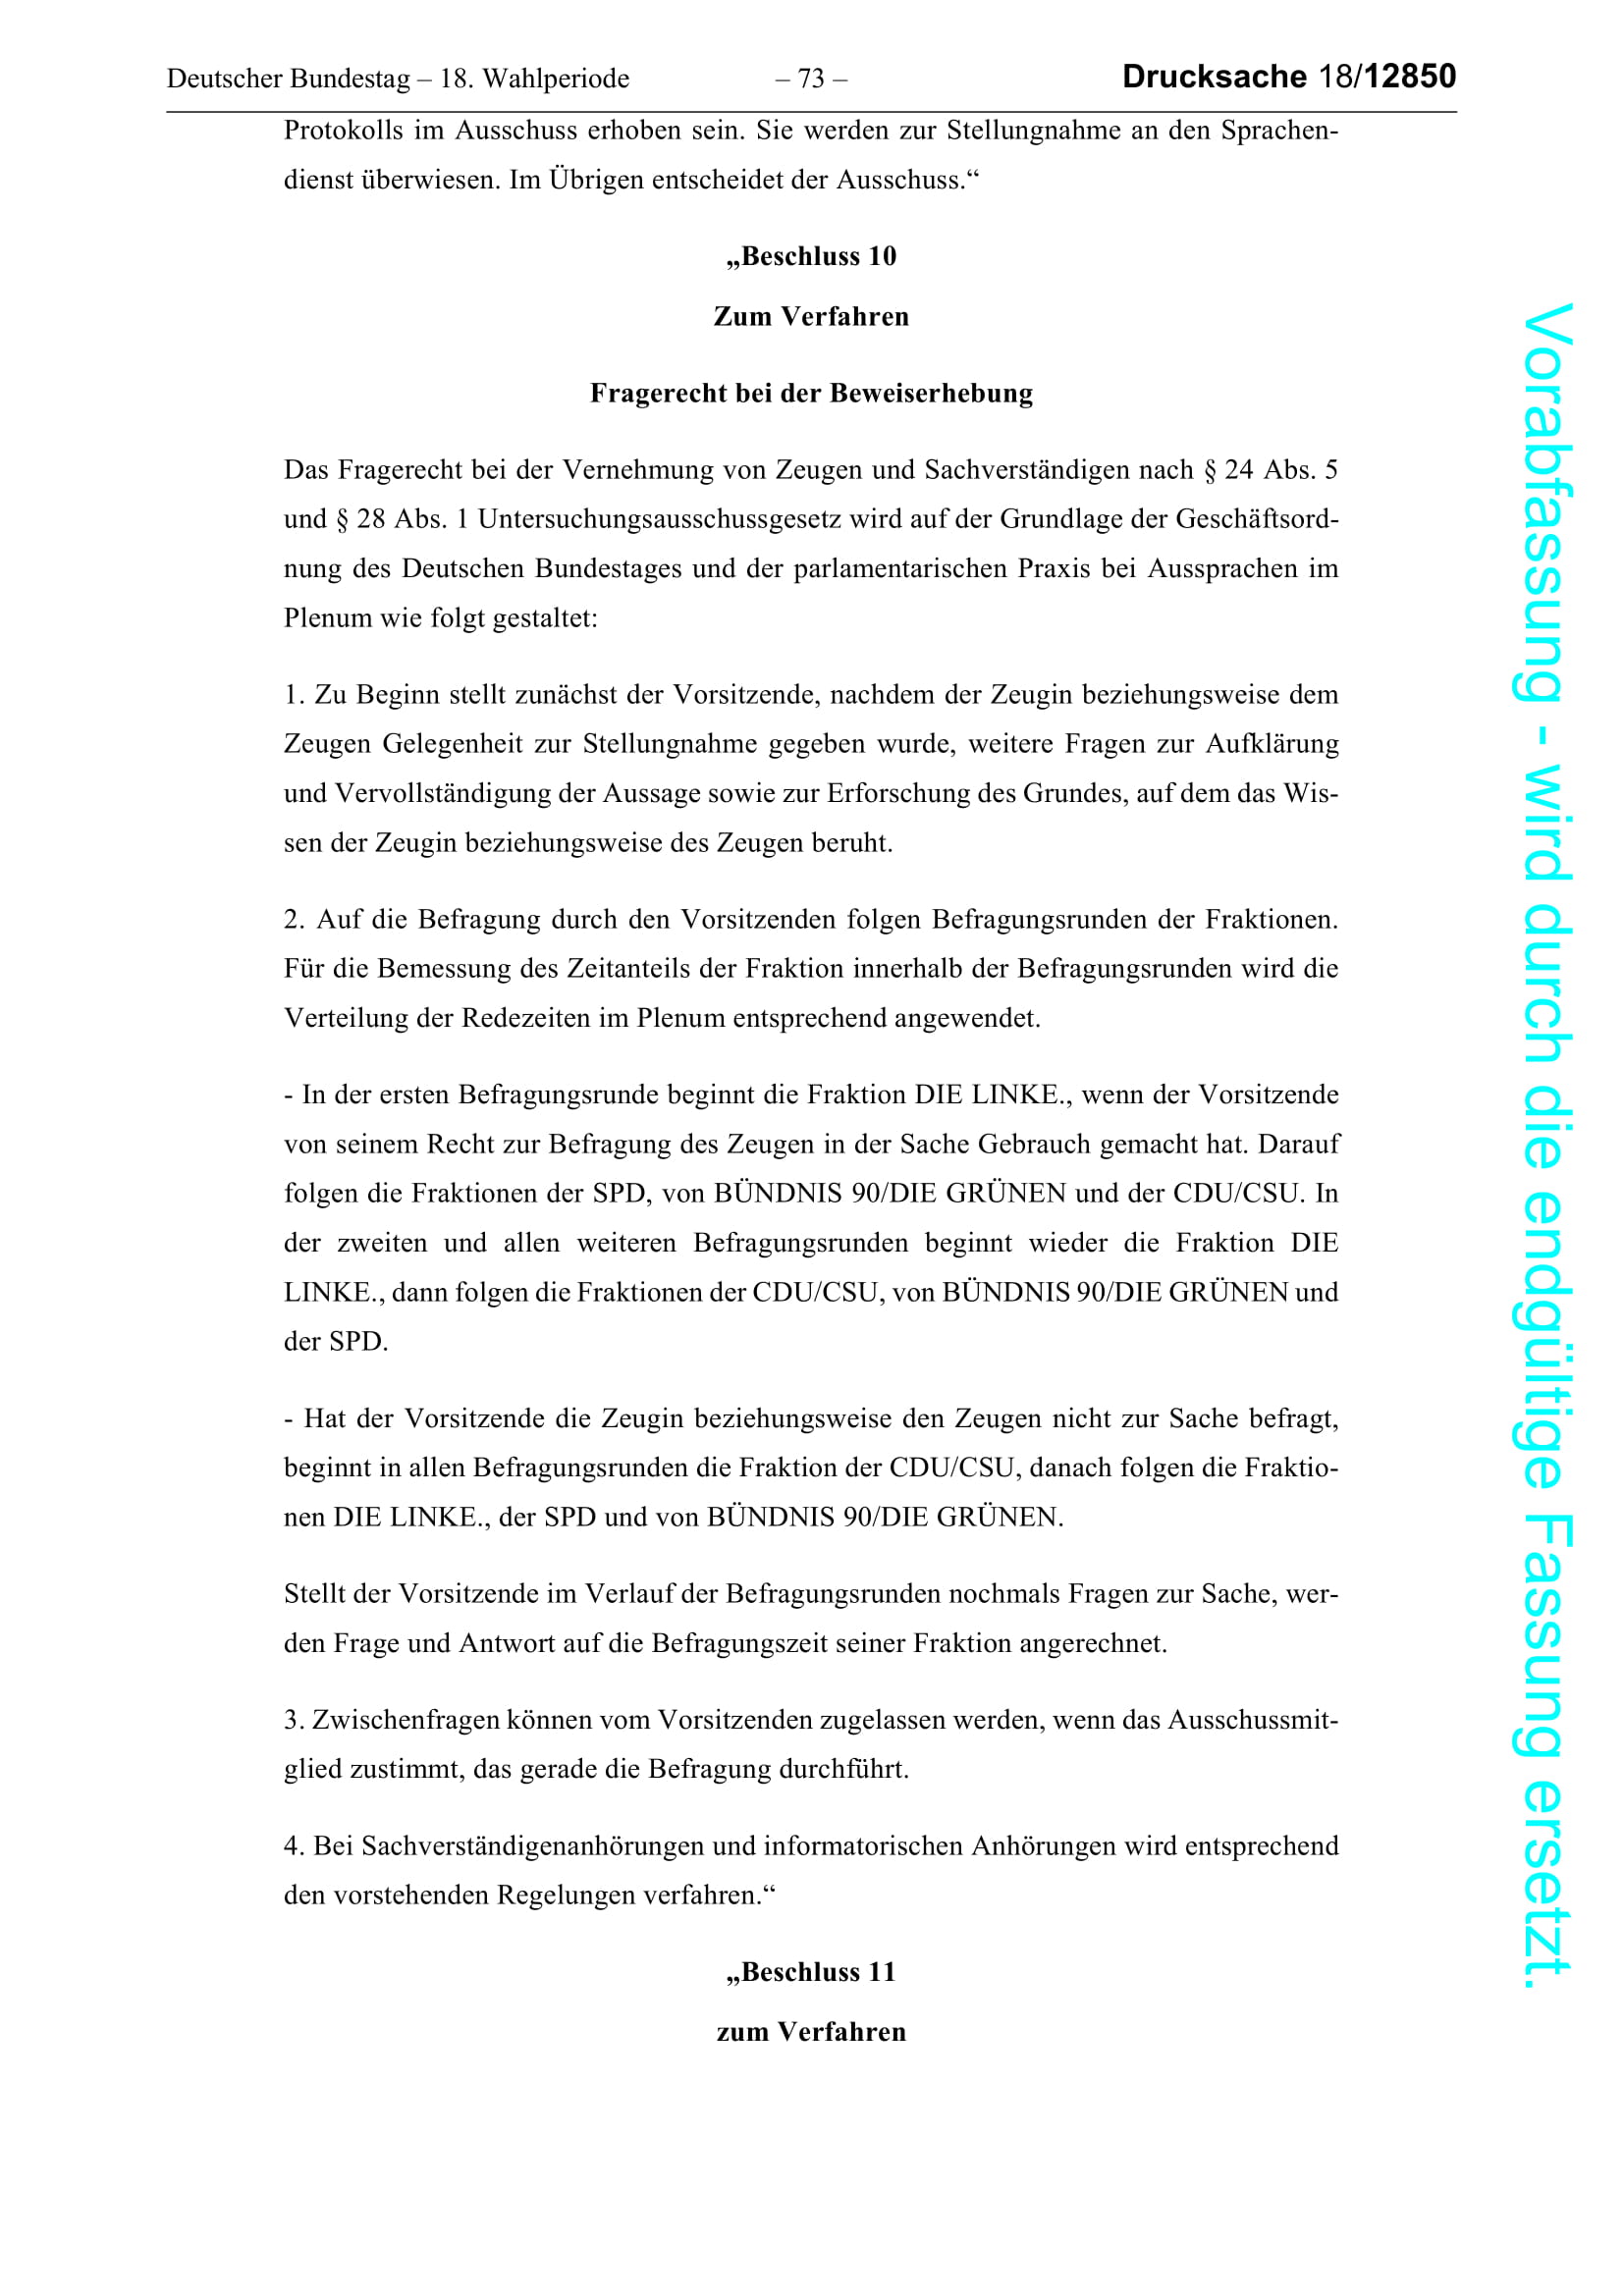 Deutscher Bundestag – 18. Wahlperiode – 73 – Drucksache 18/12850
Protokolls im Ausschuss erhoben sein. Sie werden zur Stellungnahme an den Sprachen-
dienst überwiesen. Im Übrigen entscheidet der Ausschuss.“
„Beschluss 10
Zum Verfahren
Fragerecht bei der Beweiserhebung
Das Fragerecht bei der Vernehmung von Zeugen und Sachverständigen nach § 24 Abs. 5
und § 28 Abs. 1 Untersuchungsausschussgesetz wird auf der Grundlage der Geschäftsord-
nung des Deutschen Bundestages und der parlamentarischen Praxis bei Aussprachen im
Plenum wie folgt gestaltet:
1. Zu Beginn stellt zunächst der Vorsitzende, nachdem der Zeugin beziehungsweise dem
Zeugen Gelegenheit zur Stellungnahme gegeben wurde, weitere Fragen zur Aufklärung
und Vervollständigung der Aussage sowie zur Erforschung des Grundes, auf dem das Wis-
sen der Zeugin beziehungsweise des Zeugen beruht.
2. Auf die Befragung durch den Vorsitzenden folgen Befragungsrunden der Fraktionen.
Für die Bemessung des Zeitanteils der Fraktion innerhalb der Befragungsrunden wird die
Verteilung der Redezeiten im Plenum entsprechend angewendet.
- In der ersten Befragungsrunde beginnt die Fraktion DIE LINKE., wenn der Vorsitzende
von seinem Recht zur Befragung des Zeugen in der Sache Gebrauch gemacht hat. Darauf
folgen die Fraktionen der SPD, von BÜNDNIS 90/DIE GRÜNEN und der CDU/CSU. In
der zweiten und allen weiteren Befragungsrunden beginnt wieder die Fraktion DIE
LINKE., dann folgen die Fraktionen der CDU/CSU, von BÜNDNIS 90/DIE GRÜNEN und
der SPD.
- Hat der Vorsitzende die Zeugin beziehungsweise den Zeugen nicht zur Sache befragt,
beginnt in allen Befragungsrunden die Fraktion der CDU/CSU, danach folgen die Fraktio-
nen DIE LINKE., der SPD und von BÜNDNIS 90/DIE GRÜNEN.
Stellt der Vorsitzende im Verlauf der Befragungsrunden nochmals Fragen zur Sache, wer-
den Frage und Antwort auf die Befragungszeit seiner Fraktion angerechnet.
3. Zwischenfragen können vom Vorsitzenden zugelassen werden, wenn das Ausschussmit-
glied zustimmt, das gerade die Befragung durchführt.
4. Bei Sachverständigenanhörungen und informatorischen Anhörungen wird entsprechend
den vorstehenden Regelungen verfahren.“
„Beschluss 11
zum Verfahren
Vorabfassung - wird durch die endgültige Fassung ersetzt.